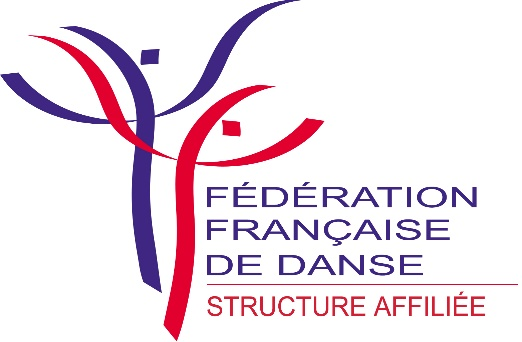 FÉDÉRATION
FRANÇAISE
DE DANSE
STRUCTURE AFFILIÉE